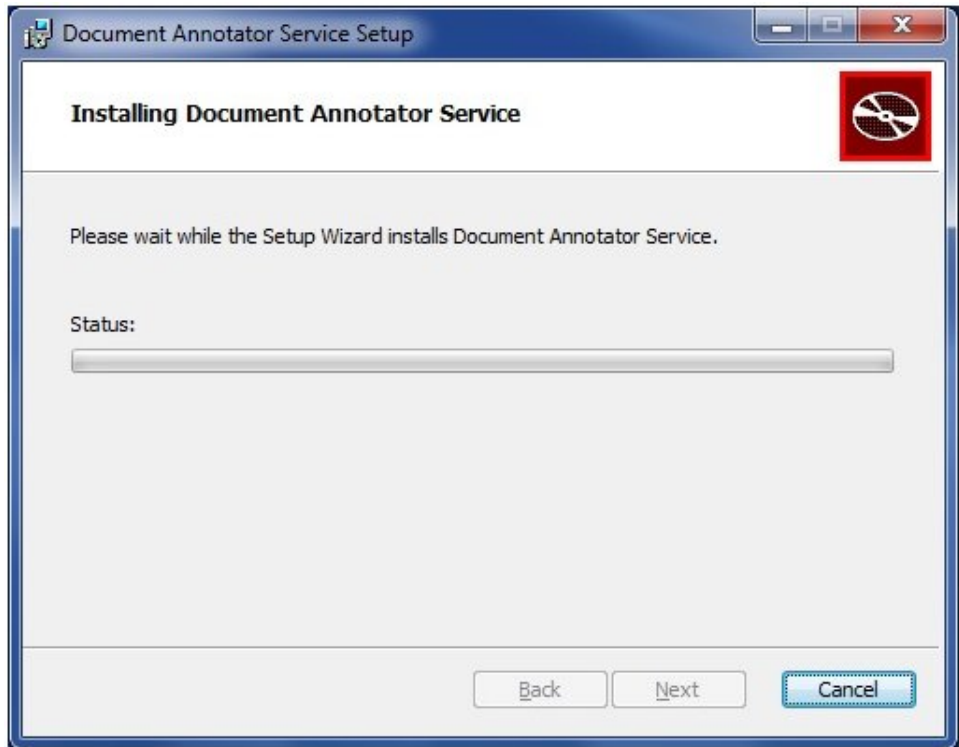 Document Annotator Service Setup
Installing Document Annotator Service
Please wait while the Setup Wizard installs Document Annotator Service.
Status:
Back Next Cancel